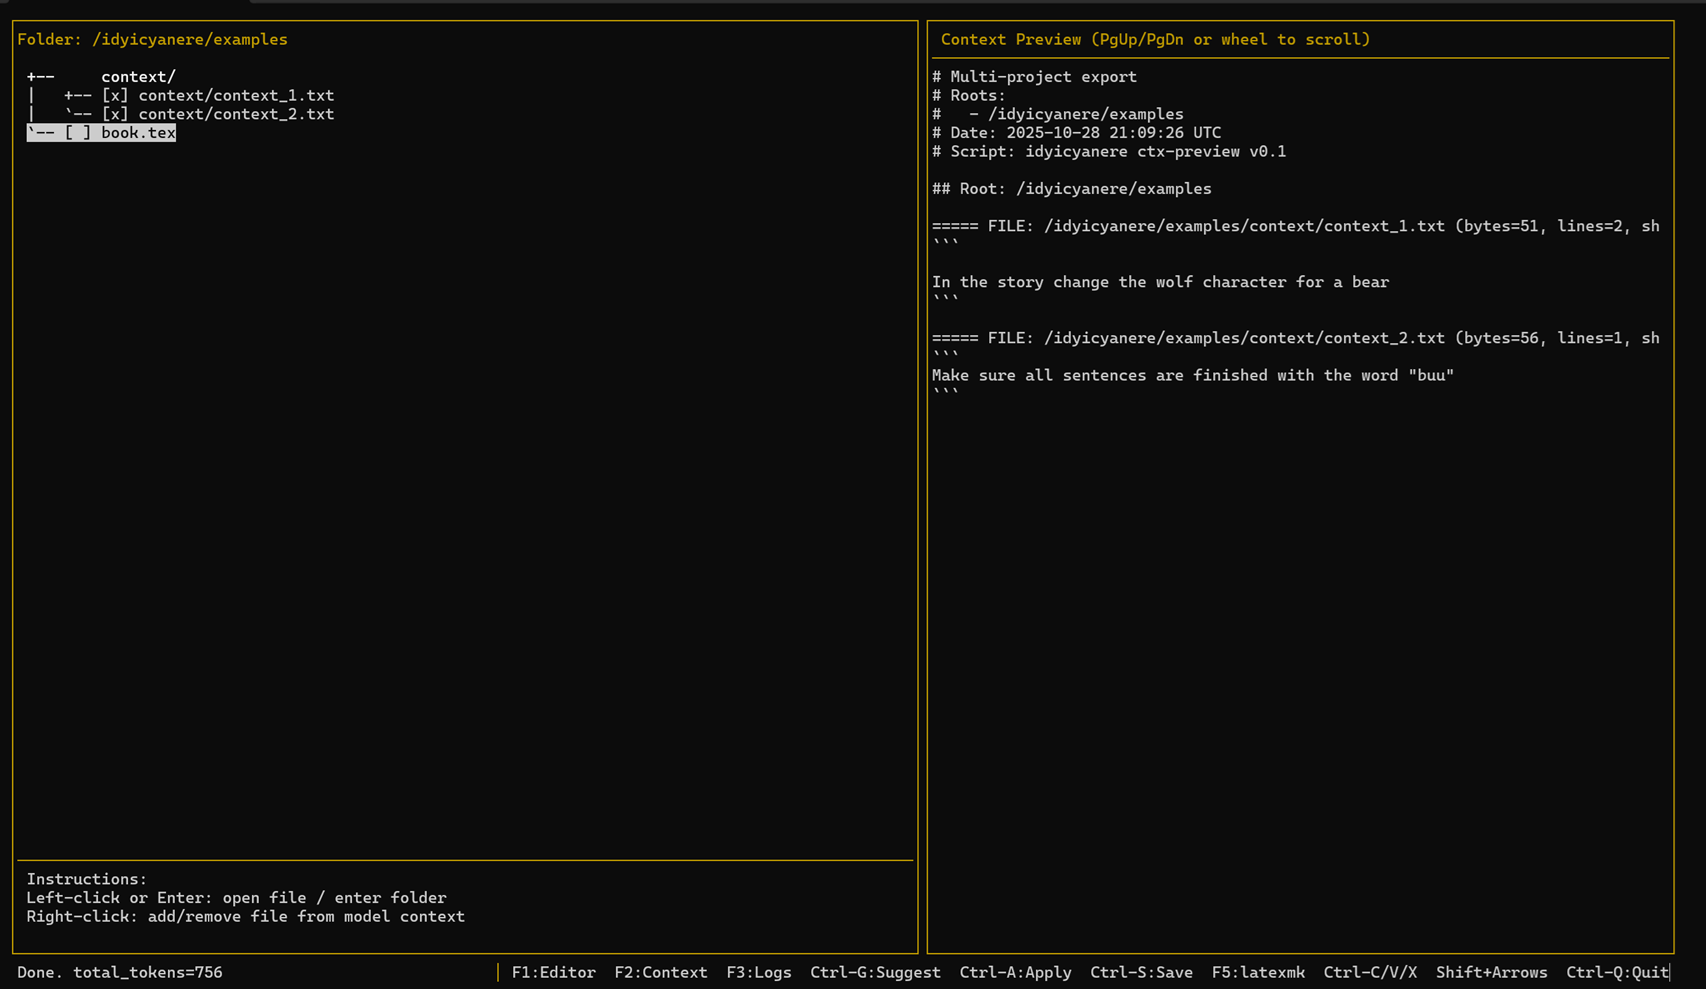 Folder: /idyicyanere/examples
+--     context/
|   +-- [x] context/context_1.txt
|   `-- [x] context/context_2.txt
`-- [ ] book.tex
Instructions:
Left-click or Enter: open file / enter folder
Right-click: add/remove file from model context
Context Preview (PgUp/PgDn or wheel to scroll)
# Multi-project export
# Roots:
#   - /idyicyanere/examples
# Date: 2025-10-28 21:09:26 UTC
# Script: idyicyanere ctx-preview v0.1
## Root: /idyicyanere/examples
===== FILE: /idyicyanere/examples/context/context_1.txt (bytes=51, lines=2, sh
```
In the story change the wolf character for a bear
```
===== FILE: /idyicyanere/examples/context/context_2.txt (bytes=56, lines=1, sh
```
Make sure all sentences are finished with the word "buu"
```
Done. total_tokens=756
F1:Editor  F2:Context  F3:Logs  Ctrl-G:Suggest  Ctrl-A:Apply  Ctrl-S:Save  F5:latexmk  Ctrl-C/V/X  Shift+Arrows  Ctrl-Q:Quit